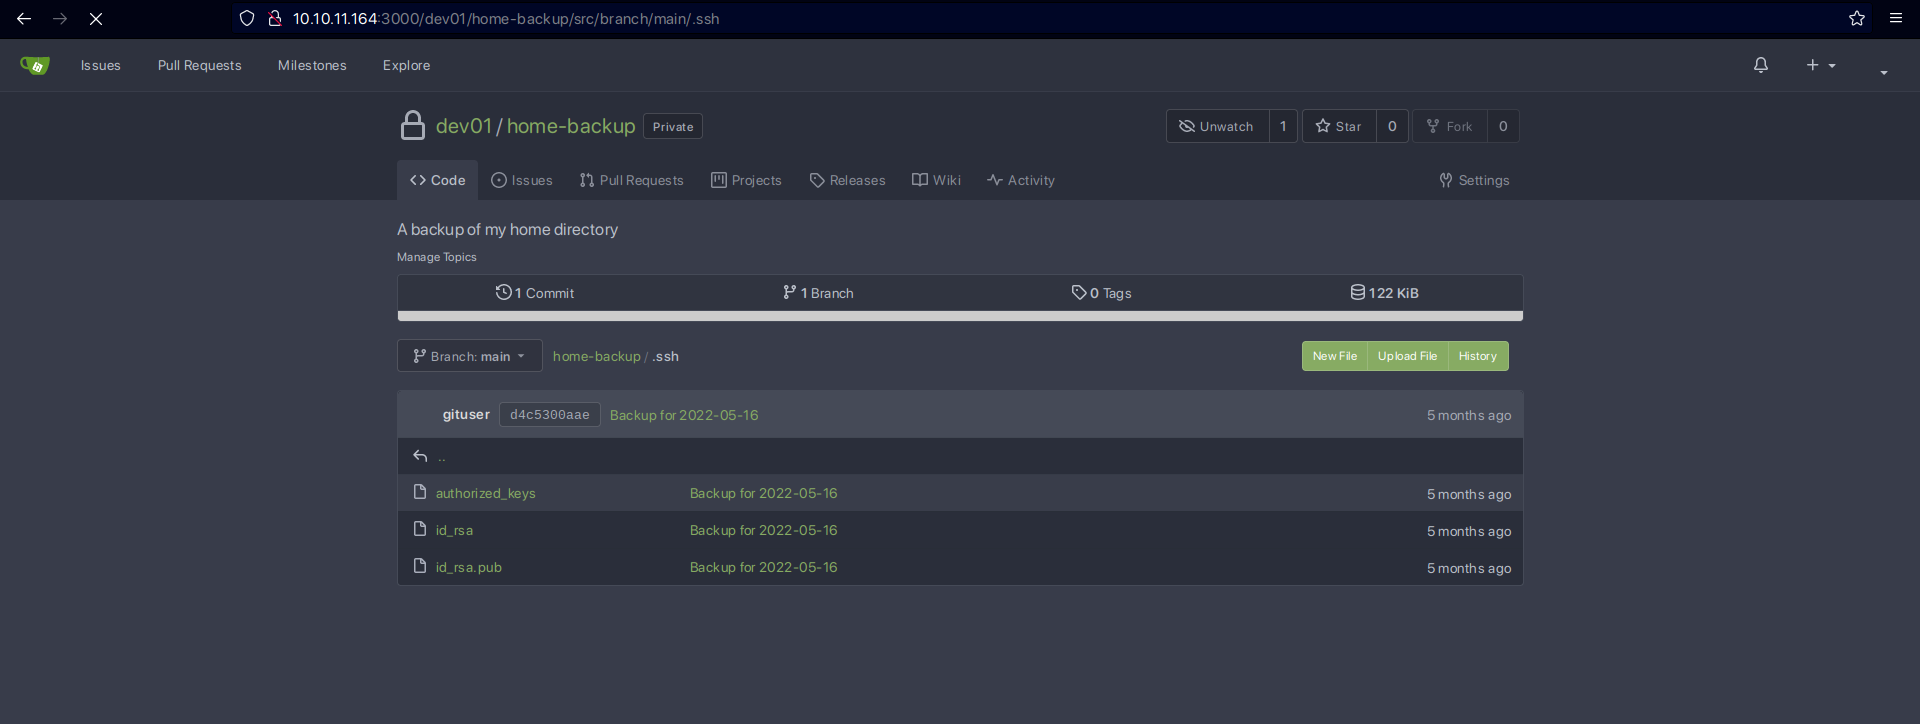 10.10.11.164:3000/dev01/home-backup/src/branch/main/.ssh
Issues Pull Requests Milestones Explore
dev01 / home-backup Private Unwatch 1 Star 0 Fork 0
Code Issues Pull Requests Projects Releases Wiki Activity Settings
A backup of my home directory
Manage Topics
1 Commit 1 Branch 0 Tags 122 KiB
Branch: main home-backup / .ssh New File Upload File History
gituser d4c5300aae Backup for 2022-05-16 5 months ago
..
authorized_keys Backup for 2022-05-16 5 months ago
id_rsa Backup for 2022-05-16 5 months ago
id_rsa.pub Backup for 2022-05-16 5 months ago